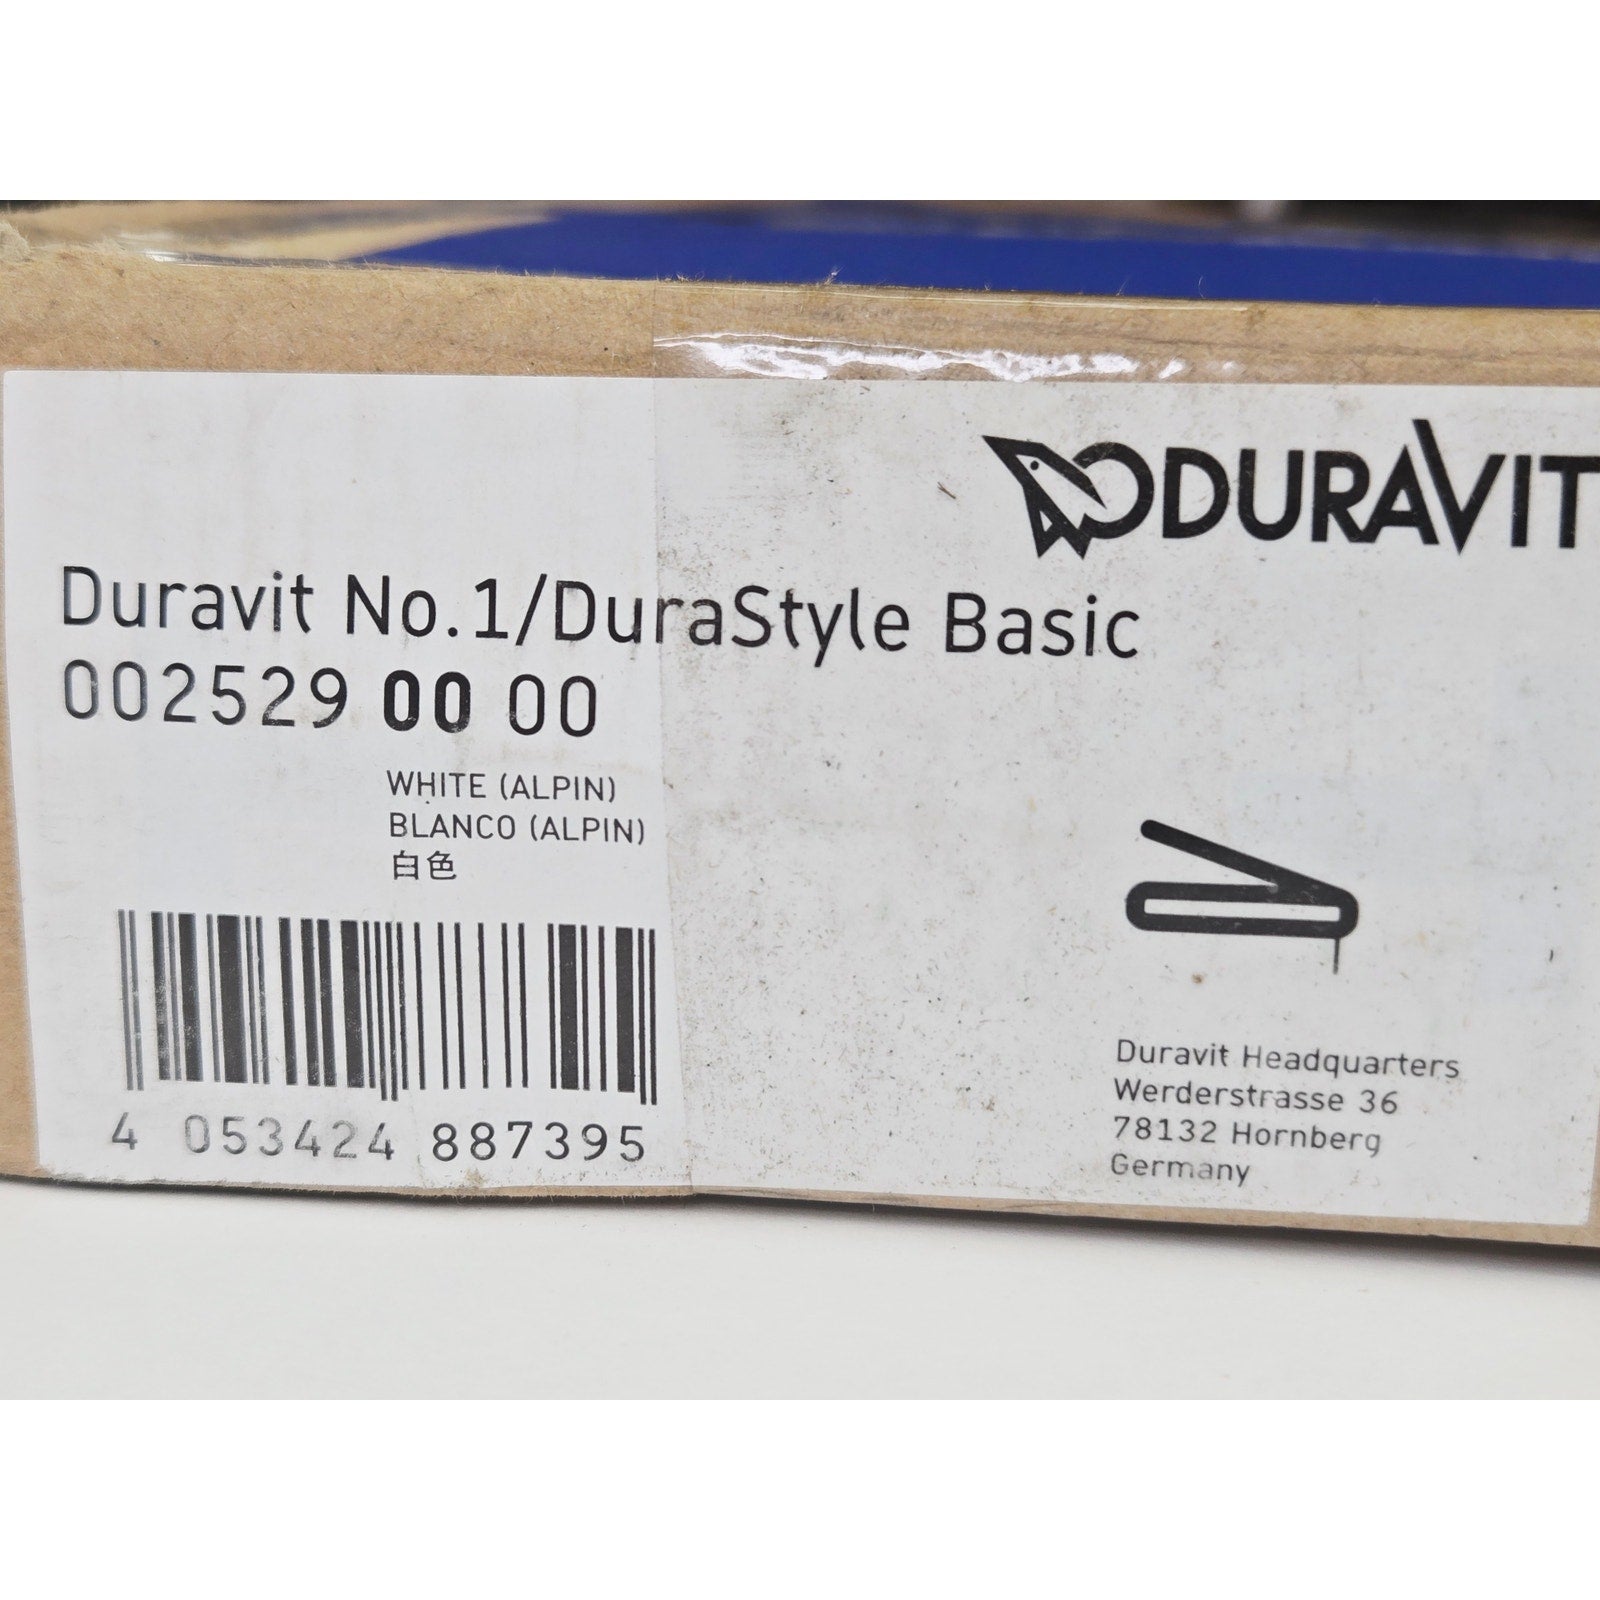 DURAVIT
Duravit No.1/DuraStyle Basic
002529 00 00
WHITE (ALPIN)
BLANCO (ALPIN)
白色
4 053424 887395
Duravit Headquarters
Werderstrasse 36
78132 Hornberg
Germany